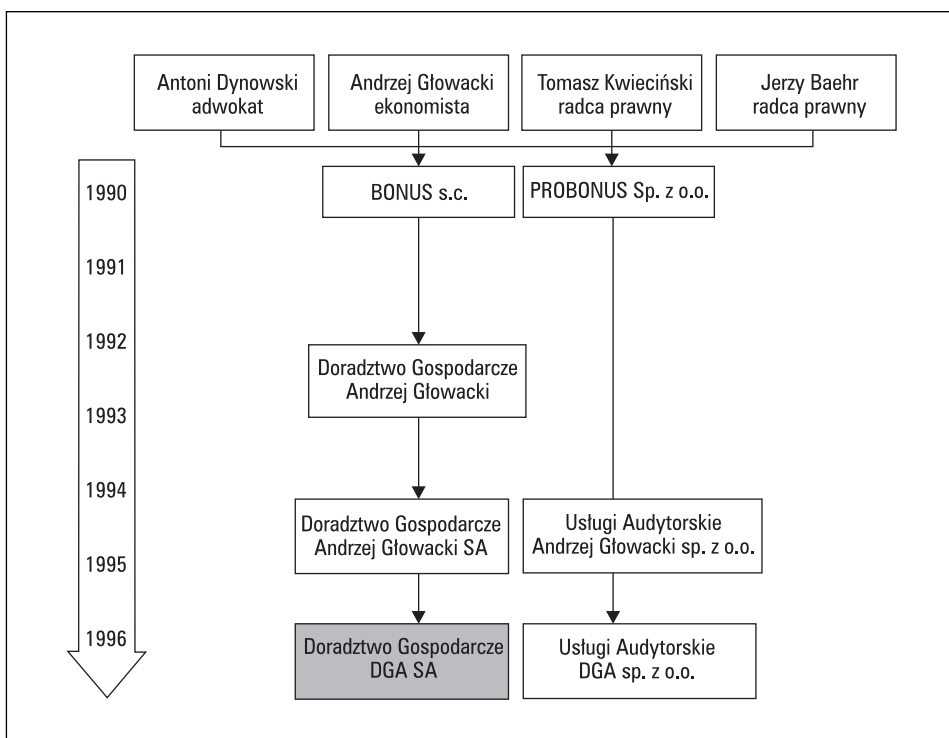 Antoni Dynowski
adwokat
Andrzej Głowacki
ekonomista
Tomasz Kwieciński
radca prawny
Jerzy Baehr
radca prawny
1990
BONUS s.c.
PROBONUS Sp. z o.o.
1991
1992
Doradztwo Gospodarcze
Andrzej Głowacki
1993
1994
Doradztwo Gospodarcze
Andrzej Głowacki SA
Usługi Audytorskie
Andrzej Głowacki sp. z o.o.
1995
1996
Doradztwo Gospodarcze
DGA SA
Usługi Audytorskie
DGA sp. z o.o.